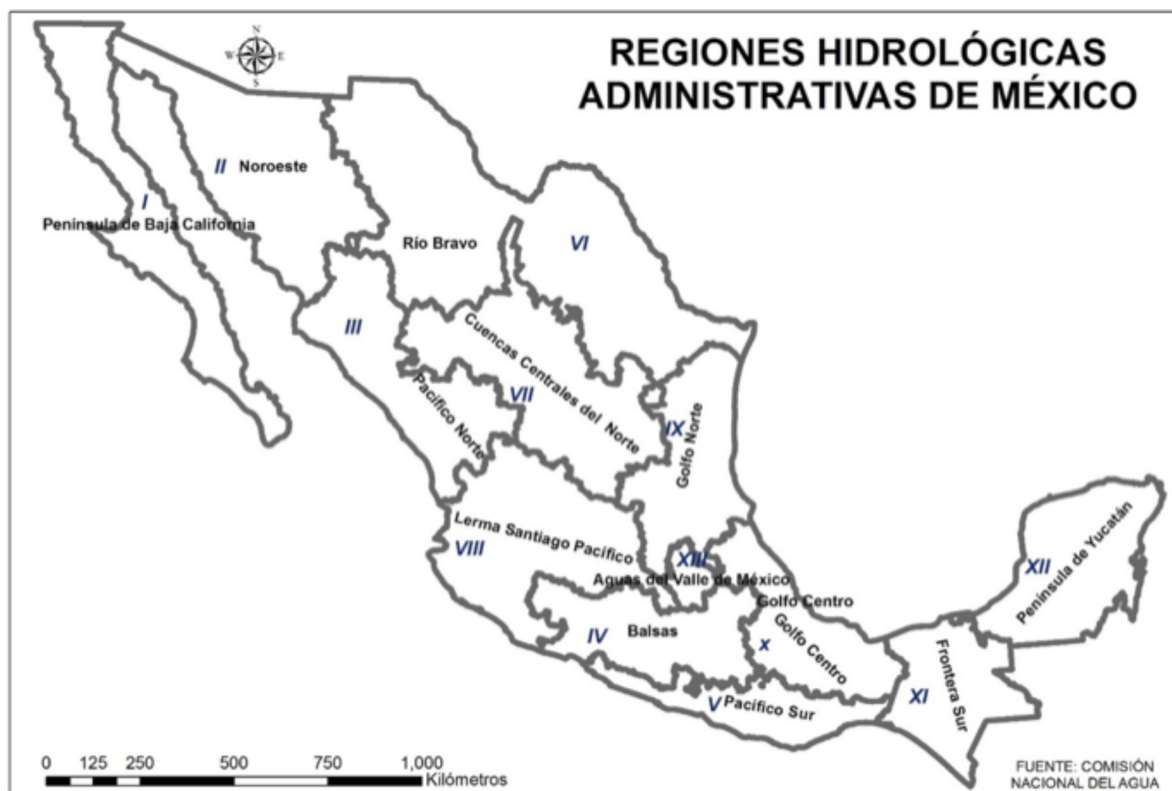 REGIONES HIDROLÓGICAS
ADMINISTRATIVAS DE MÉXICO
N
W
E
S
I
Península de Baja California
II
Noroeste
Río Bravo
VI
III
Pacífico Norte
Cuencas Centrales del Norte
VII
IX
Golfo Norte
Lerma Santiago Pacífico
VIII
XIII
Aguas del Valle de México
Golfo Centro
IV
Balsas
x
Golfo Centro
V
Pacífico Sur
XI
Frontera Sur
XII
Península de Yucatán
0 125 250 500 750 1,000
Kilómetros
FUENTE: COMISIÓN
NACIONAL DEL AGUA